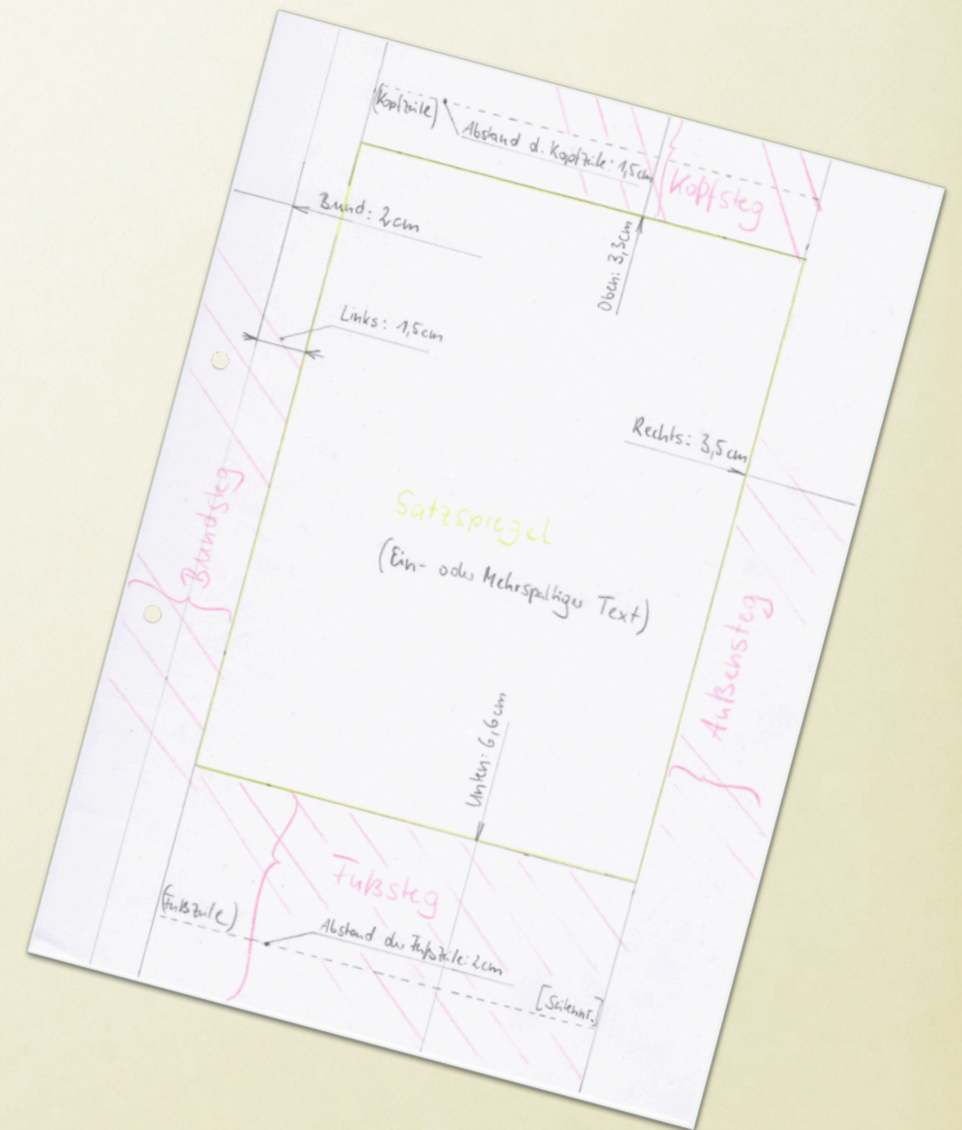 (Kopfzeile)
Abstand d. Kopfzeile: 1,5cm
Kopfsteg
Bund: 2cm
Oben: 3,3cm
Links: 1,5cm
Rechts: 3,5cm
Bundsteg
Satzspiegel
(Ein- oder Mehrspaltiger Text)
Außensteg
Unten: 6,6cm
Fußsteg
(Fußzeile)
Abstand der Fußzeile: 2cm
[Seitennr.]